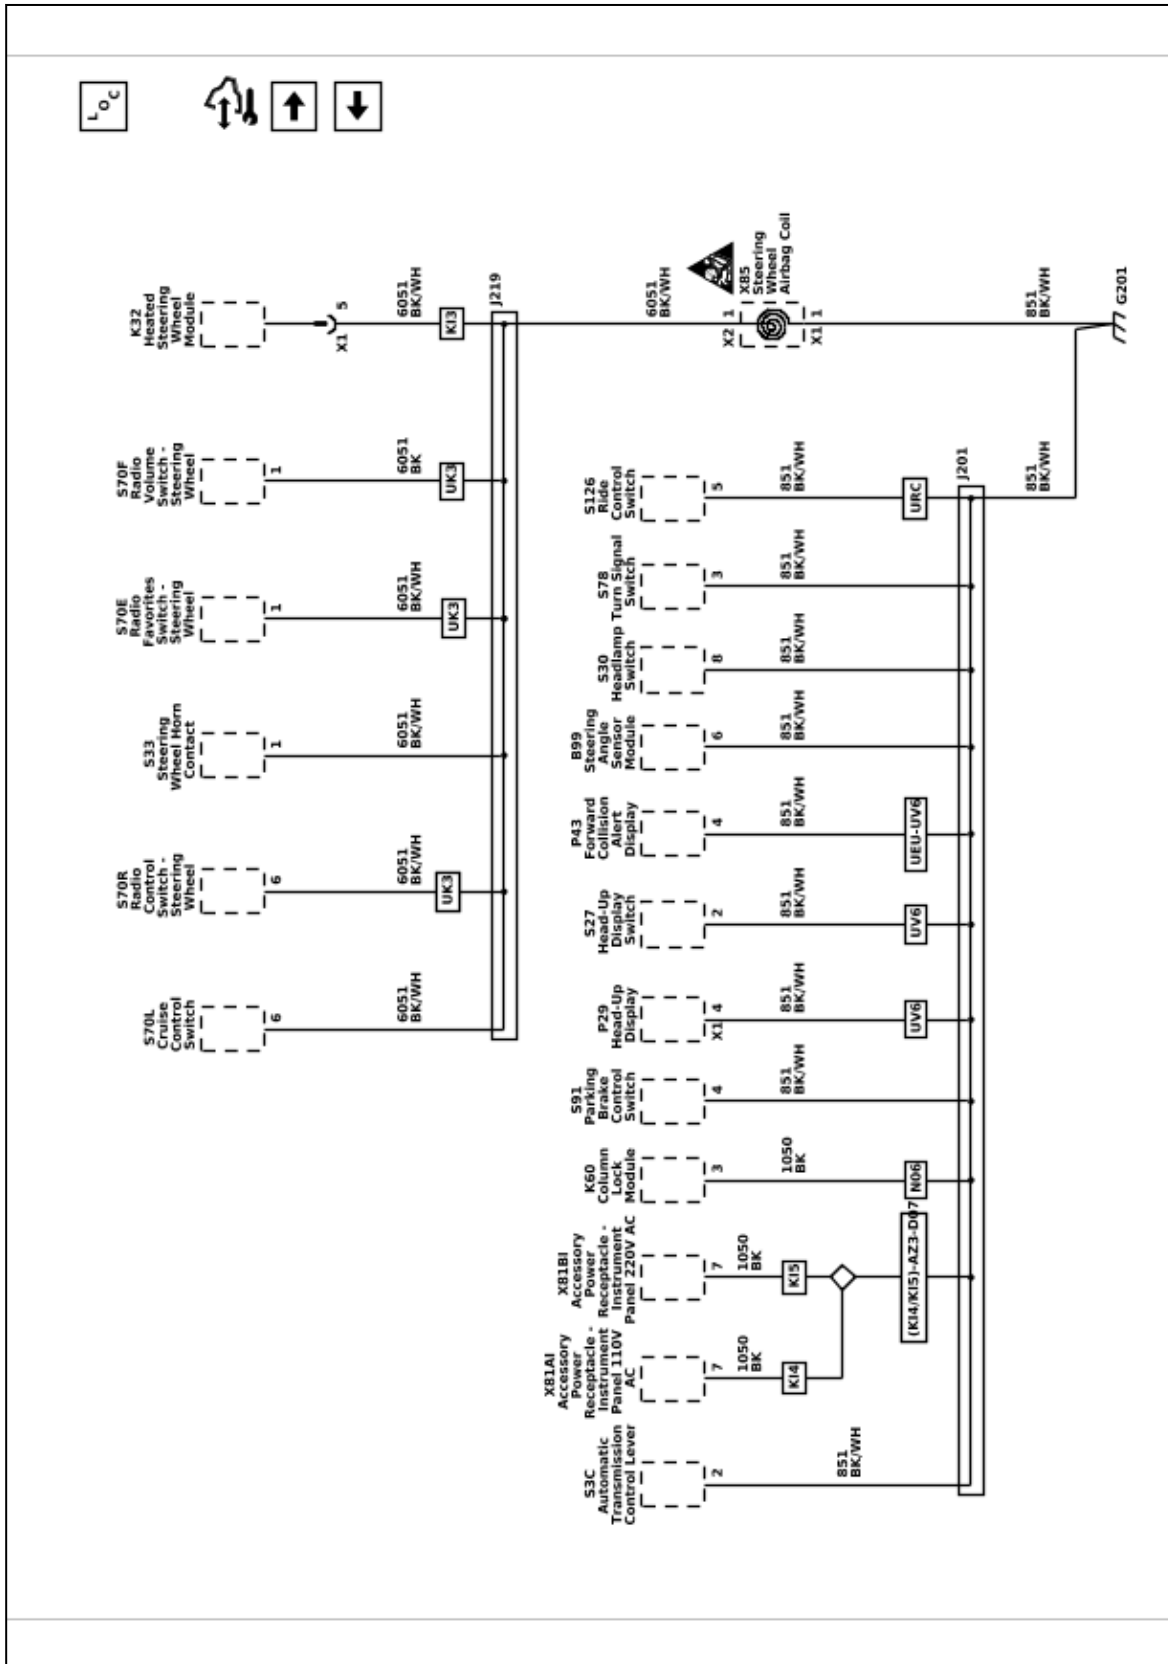 LOC
K32
Heated
Steering
Wheel
Module
X1
5
6051
BK/WH
KI3
J219
6051
BK/WH
X2
1
X85
Steering
Wheel
Airbag Coil
X1
1
851
BK/WH
G201
S70F
Radio
Volume
Switch -
Steering
Wheel
1
6051
BK
UK3
S70E
Radio
Favorites
Switch -
Steering
Wheel
1
6051
BK/WH
UK3
S33
Steering
Wheel Horn
Contact
1
6051
BK/WH
S70R
Radio
Control
Switch -
Steering
Wheel
6
6051
BK/WH
UK3
S70L
Cruise
Control
Switch
6
6051
BK/WH
S126
Ride
Control
Switch
5
851
BK/WH
URC
J201
851
BK/WH
S78
Turn Signal
Switch
3
851
BK/WH
S30
Headlamp
Switch
8
851
BK/WH
B99
Steering
Angle
Sensor
Module
6
851
BK/WH
P43
Forward
Collision
Alert
Display
4
851
BK/WH
UEU-UV6
S27
Head-Up
Display
Switch
2
851
BK/WH
UV6
P29
Head-Up
Display
X1
4
851
BK/WH
UV6
S91
Parking
Brake
Control
Switch
4
851
BK/WH
K60
Column
Lock
Module
3
1050
BK
N06
X81BI
Accessory
Power
Receptacle -
Instrument
Panel 220V AC
7
1050
BK
KI5
(KI4/KI5)-AZ3-D07
X81AI
Accessory
Power
Receptacle -
Instrument
Panel 110V
AC
7
1050
BK
KI4
S3C
Automatic
Transmission
Control Lever
2
851
BK/WH